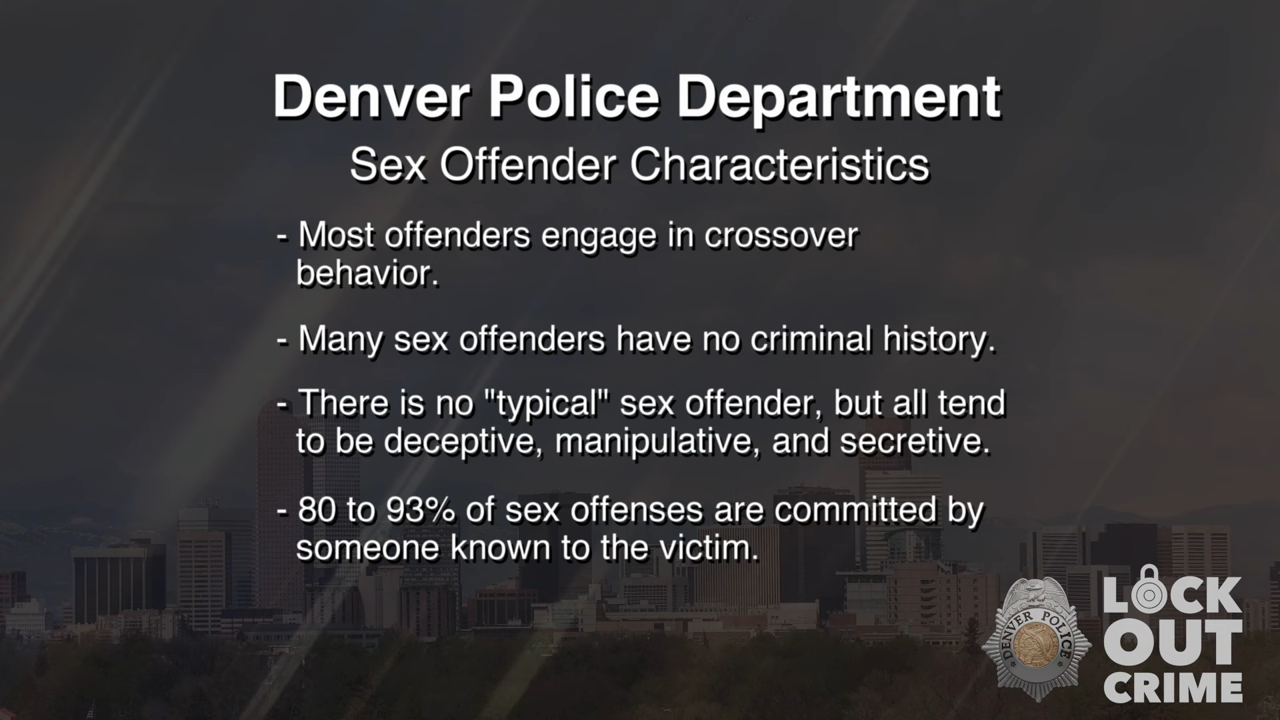 Denver Police Department
Sex Offender Characteristics
- Most offenders engage in crossover
behavior.
- Many sex offenders have no criminal history.
- There is no "typical" sex offender, but all tend
to be deceptive, manipulative, and secretive.
- 80 to 93% of sex offenses are committed by
someone known to the victim.
DENVER POLICE
LOCK
OUT
CRIME